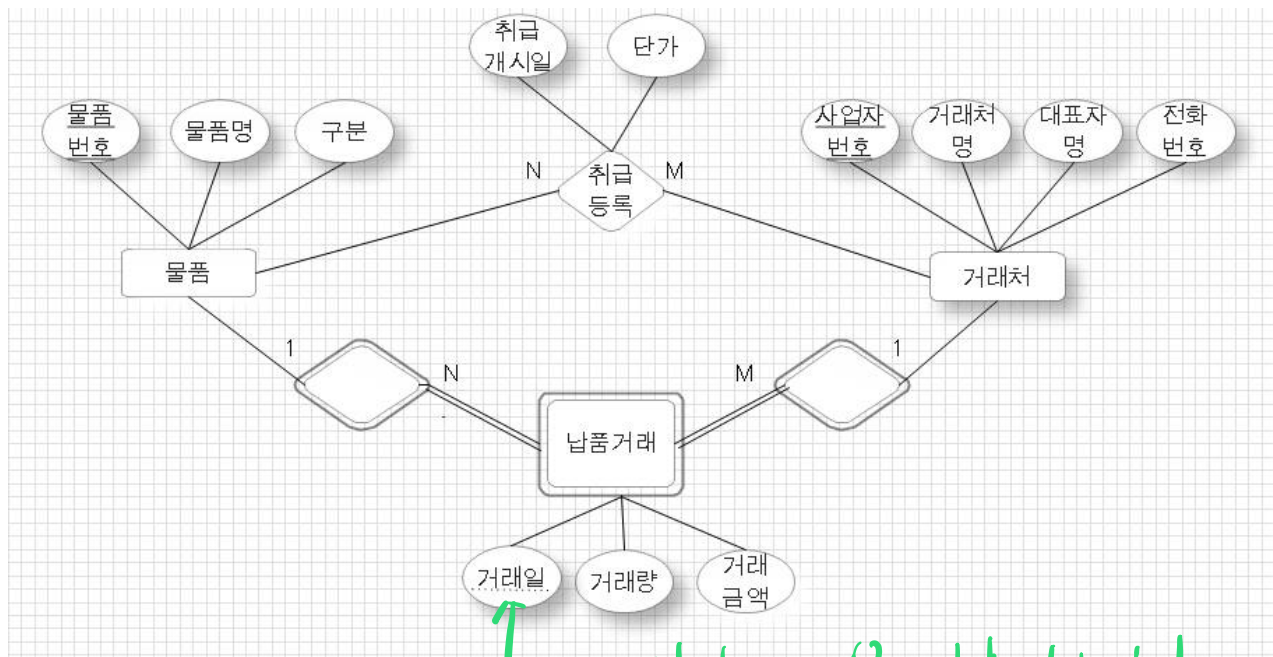 취급
개시일
단가
물품
번호
물품명
구분
사업자
번호
거래처
명
대표자
명
전화
번호
N
취급
등록
M
물품
거래처
1
N
M
1
납품거래
거래일
거래량
거래
금액